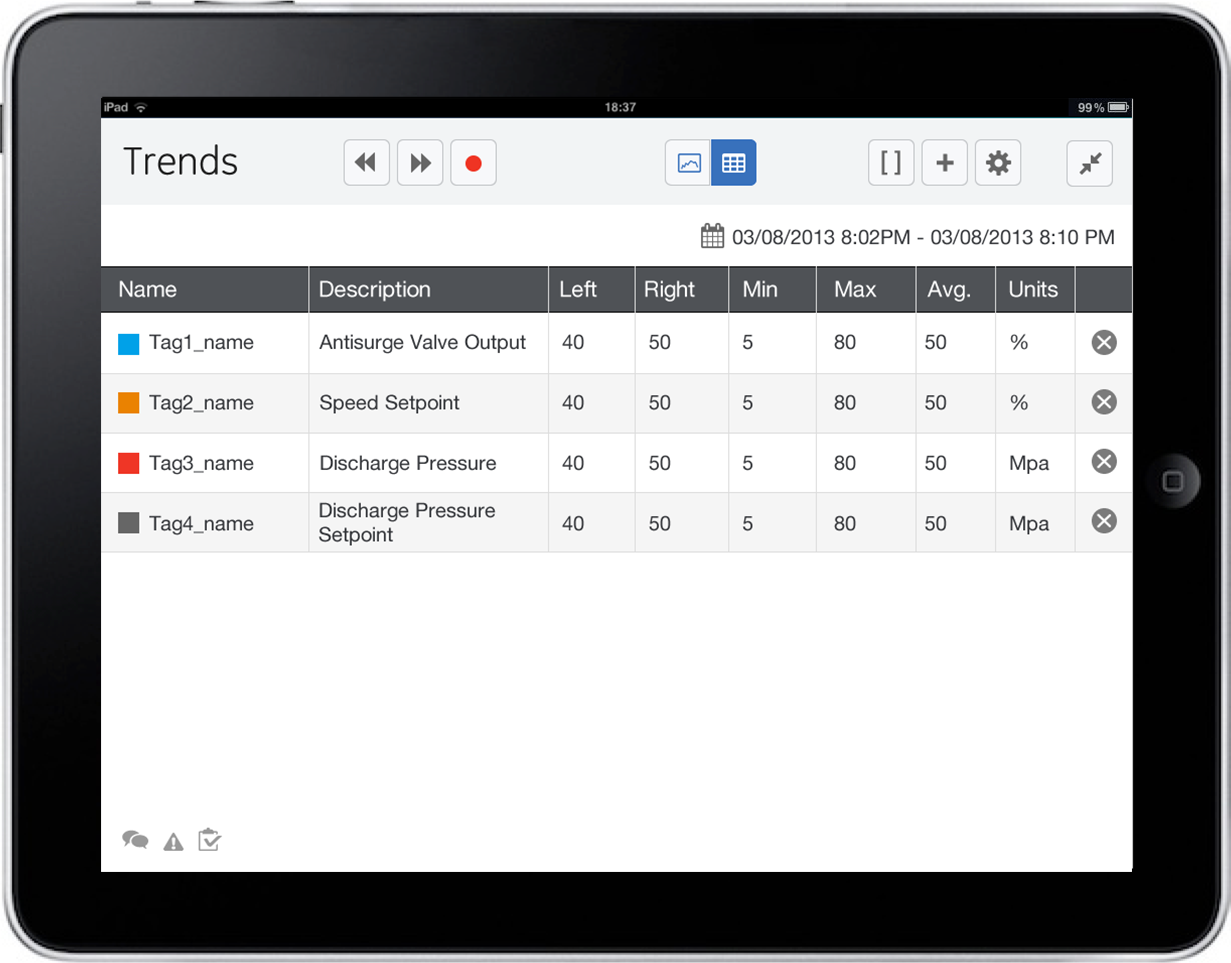 iPad 18:37 99%
Trends [ ] +
03/08/2013 8:02PM - 03/08/2013 8:10 PM
Name Description Left Right Min Max Avg. Units
Tag1_name Antisurge Valve Output 40 50 5 80 50 %
Tag2_name Speed Setpoint 40 50 5 80 50 %
Tag3_name Discharge Pressure 40 50 5 80 50 Mpa
Tag4_name Discharge Pressure Setpoint 40 50 5 80 50 Mpa